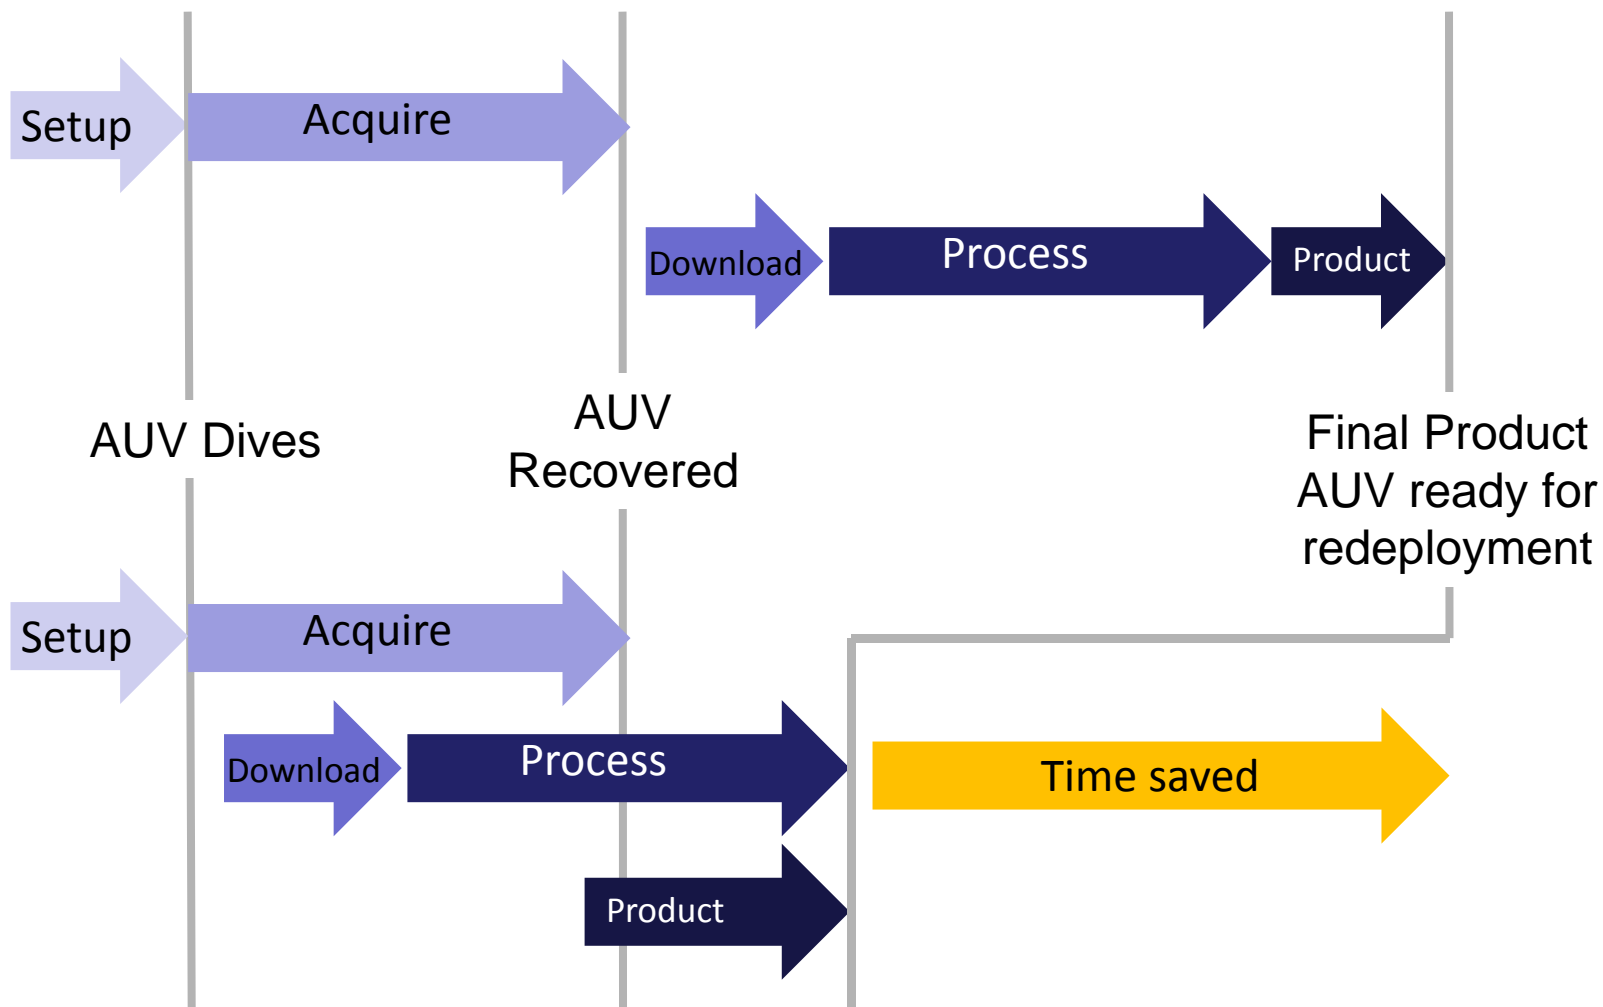 Setup
Acquire
Download
Process
Product
AUV Dives
AUV
Recovered
Final Product
AUV ready for
redeployment
Setup
Acquire
Download
Process
Time saved
Product